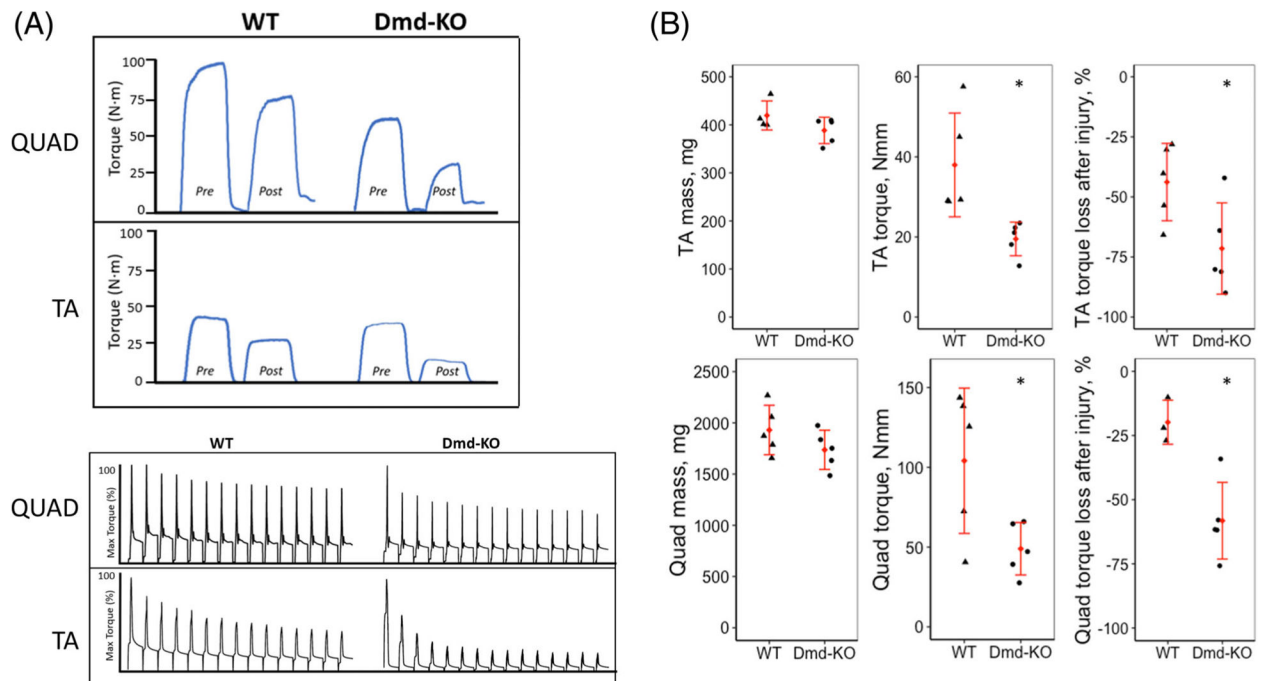 (A)
WT Dmd-KO
QUAD
Torque (N·m)
100
75
50
25
0
Pre Post Pre Post
TA
Torque (N·m)
100
75
50
25
0
Pre Post Pre Post
WT Dmd-KO
QUAD
Max Torque (%)
100
TA
Max Torque (%)
100
(B)
TA mass, mg
500
400
300
200
100
0
WT Dmd-KO
TA torque, Nmm
60
40
20
0
*
WT Dmd-KO
TA torque loss after injury, %
0
-25
-50
-75
-100
*
WT Dmd-KO
Quad mass, mg
2500
2000
1500
1000
500
0
WT Dmd-KO
Quad torque, Nmm
150
100
50
0
*
WT Dmd-KO
Quad torque loss after injury, %
0
-25
-50
-75
-100
*
WT Dmd-KO